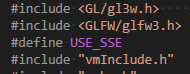 #include <GL/gl3w.h>
#include <GLFW/glfw3.h>
#define USE_SSE
#include "vmInclude.h"